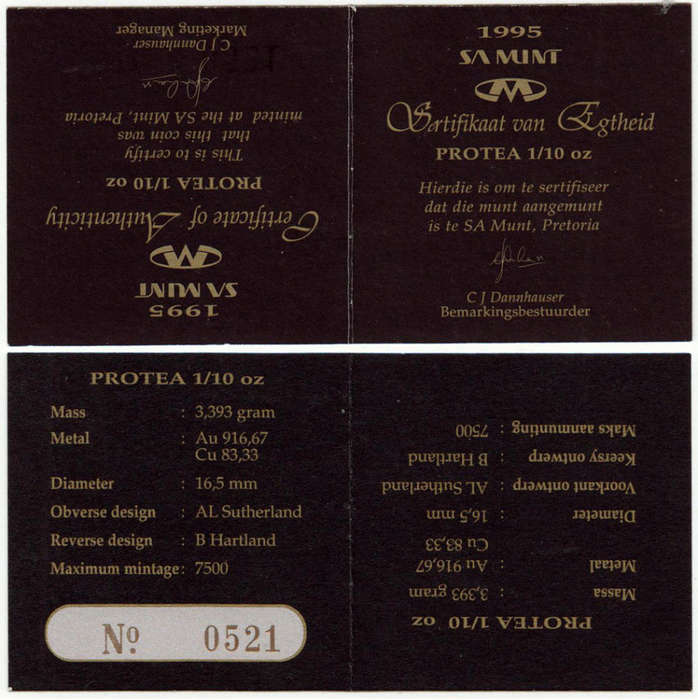 1995
SA MUNT
Certificate of Authenticity
PROTEA 1/10 oz
This is to certify
that this coin was
minted at the SA Mint, Pretoria
C J Dannhauser
Marketing Manager
1995
SA MUNT
Sertifikaat van Egtheid
PROTEA 1/10 oz
Hierdie is om te sertifiseer
dat die munt aangemunt
is te SA Munt, Pretoria
C J Dannhauser
Bemarkingsbestuurder
PROTEA 1/10 oz
Mass : 3,393 gram
Metal : Au 916,67
Cu 83,33
Diameter : 16,5 mm
Obverse design : AL Sutherland
Reverse design : B Hartland
Maximum mintage : 7500
Nº 0521
PROTEA 1/10 oz
Massa : 3,393 gram
Metaal : Au 916,67
Cu 83,33
Diameter : 16,5 mm
Voorkant ontwerp : AL Sutherland
Keersy ontwerp : B Hartland
Maks aanmunting : 7500